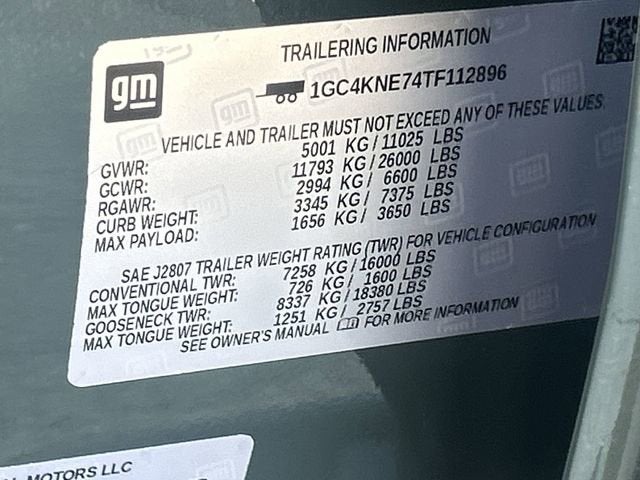 gm
TRAILERING INFORMATION
1GC4KNE74TF112896
VEHICLE AND TRAILER MUST NOT EXCEED ANY OF THESE VALUES.
GVWR: 5001 KG / 11025 LBS
GCWR: 11793 KG / 26000 LBS
RGAWR: 2994 KG / 6600 LBS
CURB WEIGHT: 3345 KG / 7375 LBS
MAX PAYLOAD: 1656 KG / 3650 LBS
SAE J2807 TRAILER WEIGHT RATING (TWR) FOR VEHICLE CONFIGURATION
CONVENTIONAL TWR: 7258 KG / 16000 LBS
MAX TONGUE WEIGHT: 726 KG / 1600 LBS
GOOSENECK TWR: 8337 KG / 18380 LBS
MAX TONGUE WEIGHT: 1251 KG / 2757 LBS
SEE OWNER'S MANUAL FOR MORE INFORMATION
MOTORS LLC